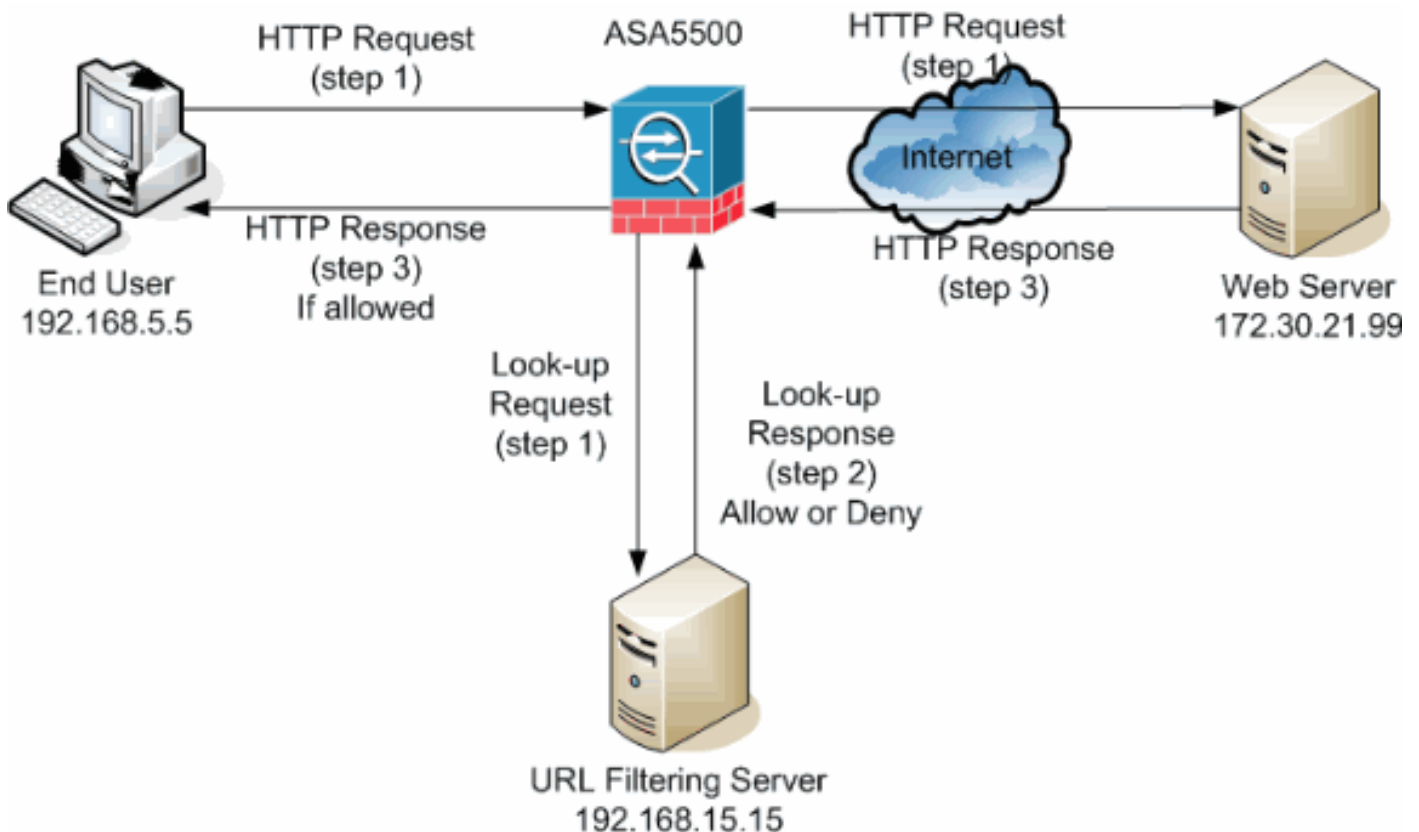 HTTP Request
(step 1)
ASA5500
HTTP Request
(step 1)
Internet
HTTP Response
(step 3)
If allowed
HTTP Response
(step 3)
End User
192.168.5.5
Web Server
172.30.21.99
Look-up
Request
(step 1)
Look-up
Response
(step 2)
Allow or Deny
URL Filtering Server
192.168.15.15